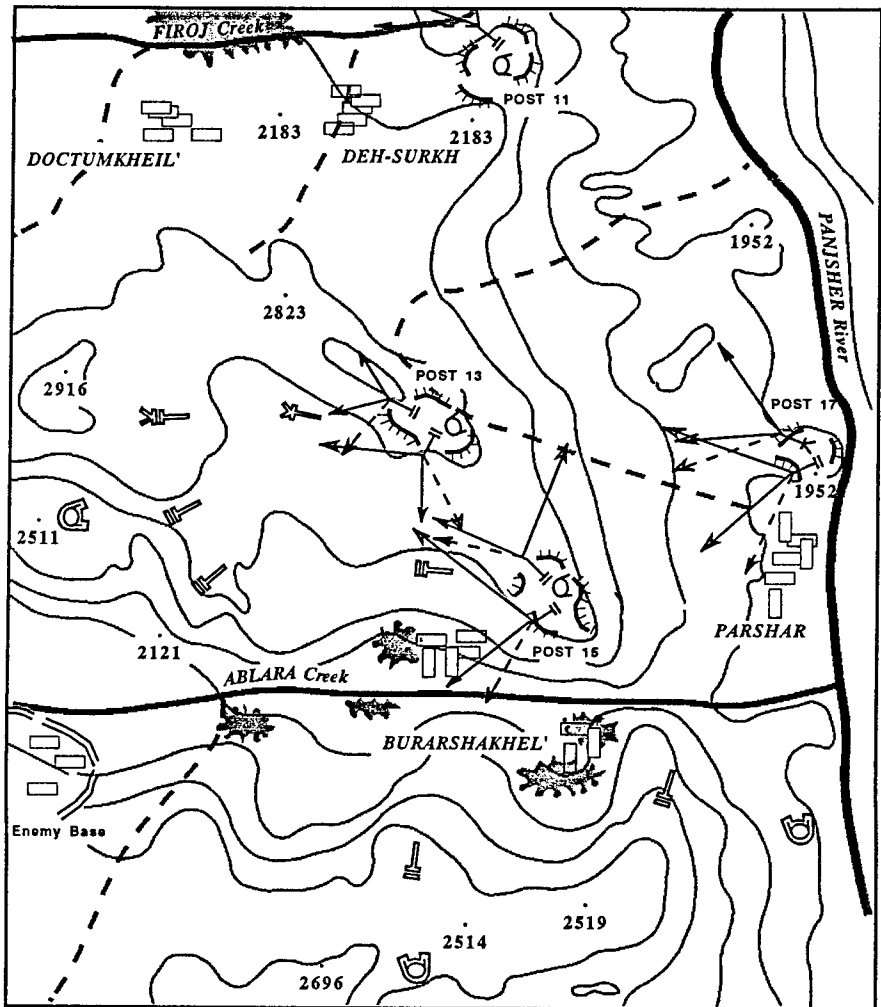 FIROJ Creek
POST 11
2183
2183
DOCTUMKHEIL'
DEH-SURKH
1952
PANJSHER River
2823
2916
POST 13
POST 17
1952
2511
PARSHAR
2121
POST 15
ABLARA Creek
BURARSHAKHEL'
Enemy Base
2519
2514
2696